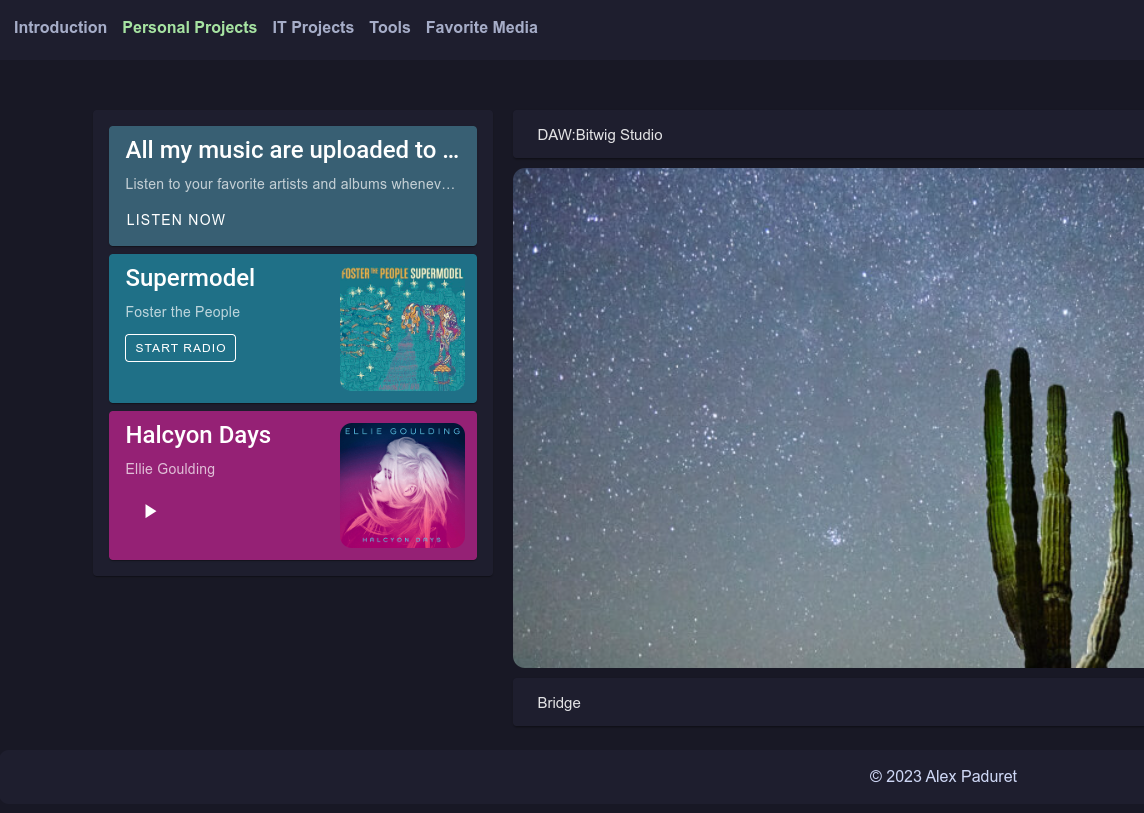 Introduction Personal Projects IT Projects Tools Favorite Media
All my music are uploaded to ...
Listen to your favorite artists and albums whenev...
LISTEN NOW
Supermodel
Foster the People
START RADIO
FOSTER THE PEOPLE SUPERMODEL
Halcyon Days
Ellie Goulding
ELLIE GOULDING
HALCYON DAYS
DAW:Bitwig Studio
Bridge
© 2023 Alex Paduret